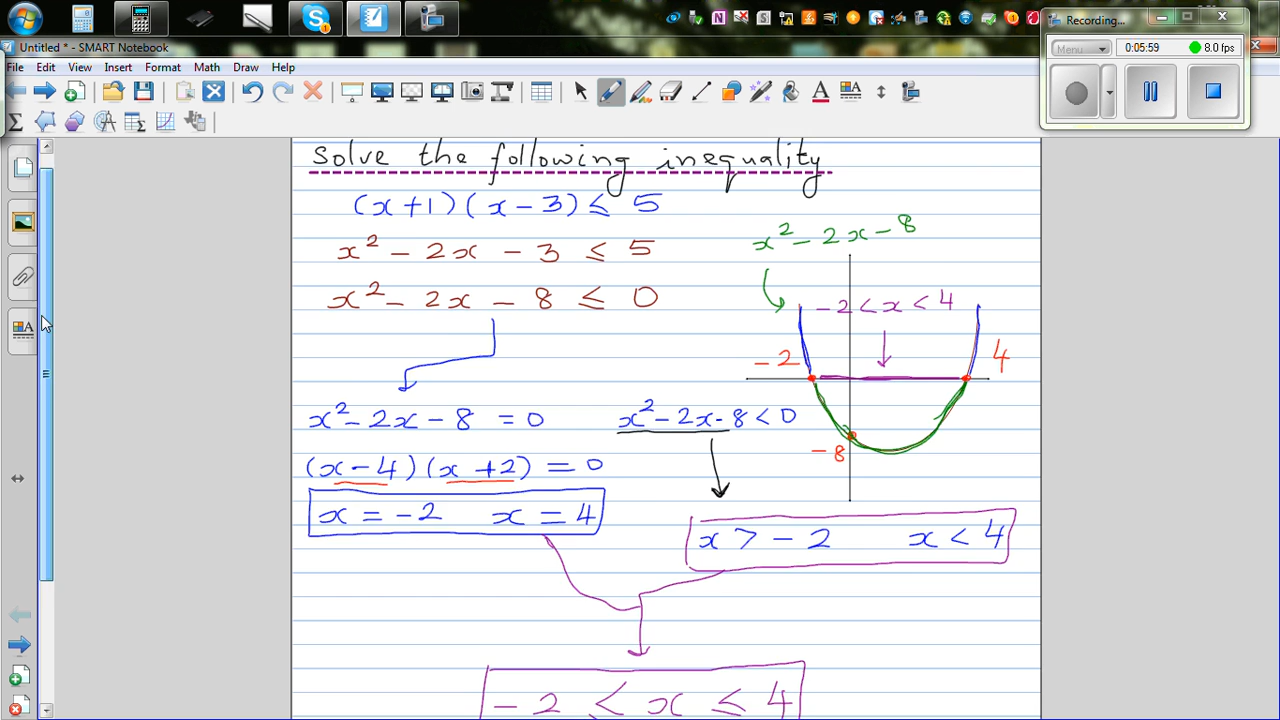 Recording...
Menu
00:05:59
8.0 fps
Untitled * - SMART Notebook
File Edit View Insert Format Math Draw Help
Solve the following inequality
(x+1)(x-3) ≤ 5
x² - 2x - 3 ≤ 5
x² - 2x - 8 ≤ 0
x² - 2x - 8
-2 < x < 4
-2
4
-8
x² - 2x - 8 = 0
x² - 2x - 8 < 0
(x-4)(x+2) = 0
x = -2 x = 4
x > -2 x < 4
-2 ≤ x ≤ 4